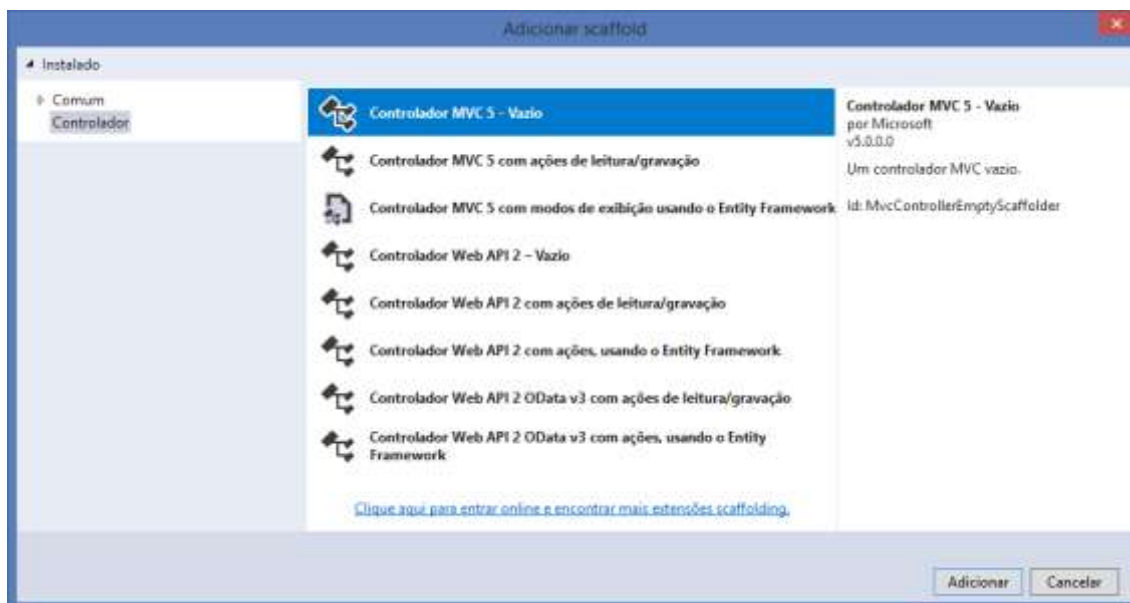 Adicionar scaffold
Instalado
Comum
Controlador
Controlador MVC 5 - Vazio
Controlador MVC 5 com ações de leitura/gravação
Controlador MVC 5 com modos de exibição usando o Entity Framework
Controlador Web API 2 – Vazio
Controlador Web API 2 com ações de leitura/gravação
Controlador Web API 2 com ações, usando o Entity Framework
Controlador Web API 2 OData v3 com ações de leitura/gravação
Controlador Web API 2 OData v3 com ações, usando o Entity
Framework
Clique aqui para entrar online e encontrar mais extensões scaffolding.
Controlador MVC 5 - Vazio
por Microsoft
v5.0.0.0
Um controlador MVC vazio.
Id: MvcControllerEmptyScaffolder
Adicionar
Cancelar